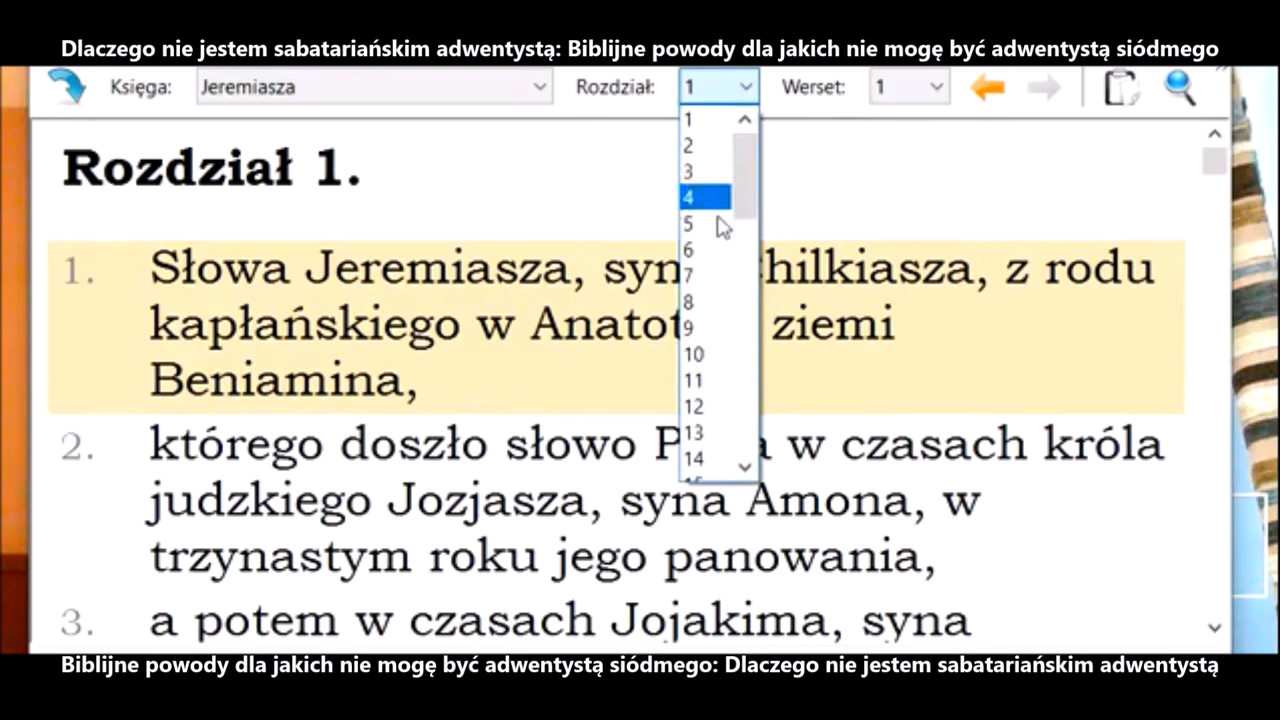 Dlaczego nie jestem sabatariańskim adwentystą: Biblijne powody dla jakich nie mogę być adwentystą siódmego
Księga: Jeremiasza Rozdział: 1 Werset: 1
1
2
3
4
5
6
7
8
9
10
11
12
13
14
Rozdział 1.
1. Słowa Jeremiasza, syn hilkiasza, z rodu
kapłańskiego w Anatot ziemi
Beniamina,
2. którego doszło słowo P a w czasach króla
judzkiego Jozjasza, syna Amona, w
trzynastym roku jego panowania,
3. a potem w czasach Jojakima, syna
Biblijne powody dla jakich nie mogę być adwentystą siódmego: Dlaczego nie jestem sabatariańskim adwentystą